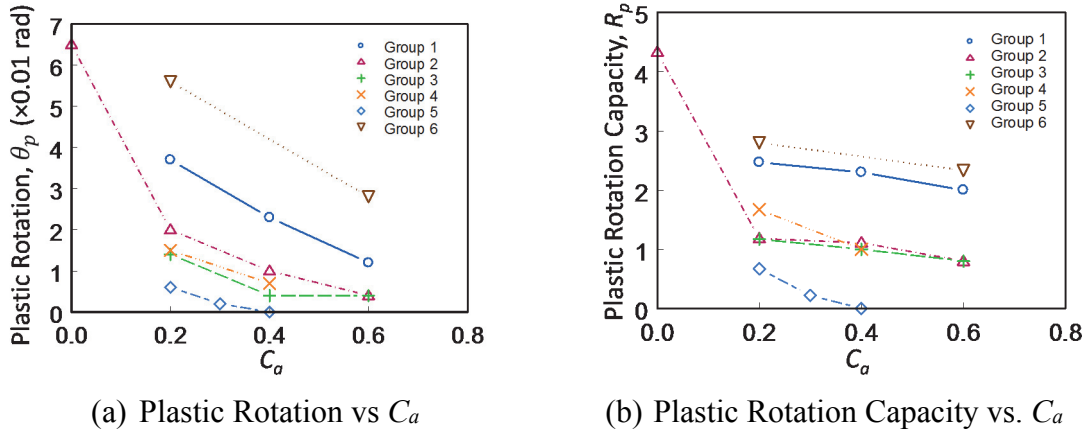 7
6
5
4
3
2
1
0
0.0 0.2 0.4 0.6 0.8
Plastic Rotation, θp (×0.01 rad)
Ca
Group 1
Group 2
Group 3
Group 4
Group 5
Group 6
(a) Plastic Rotation vs Ca
5
4
3
2
1
0
0.0 0.2 0.4 0.6 0.8
Plastic Rotation Capacity, Rp
Ca
Group 1
Group 2
Group 3
Group 4
Group 5
Group 6
(b) Plastic Rotation Capacity vs. Ca